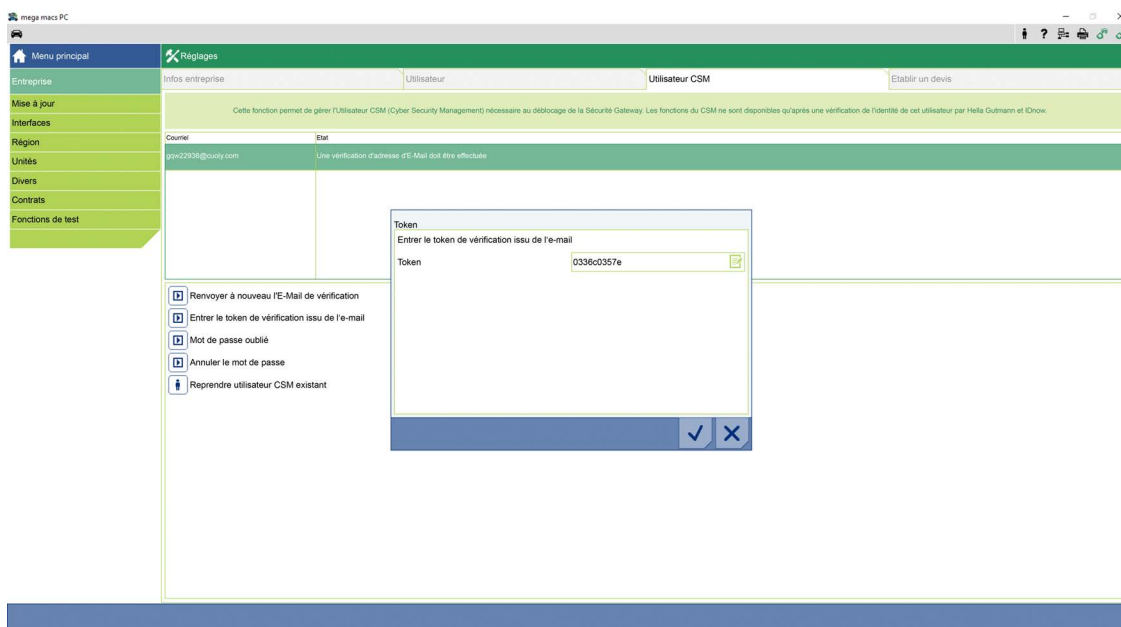 mega macs PC
Menu principal
Réglages
Entreprise
Infos entreprise
Utilisateur
Utilisateur CSM
Etablir un devis
Mise à jour
Interfaces
Région
Unités
Divers
Contrats
Fonctions de test
Cette fonction permet de gérer l'Utilisateur CSM (Cyber Security Management) nécessaire au déblocage de la Sécurité Gateway. Les fonctions du CSM ne sont disponibles qu'après une vérification de l'identité de cet utilisateur par Hella Gutmann et IDnow.
Courriel
Etat
gqw22936@cuoly.com
Une vérification d'adresse d'E-Mail doit être effectuée
Token
Entrer le token de vérification issu de l'e-mail
Token
0336c0357e
Renvoyer à nouveau l'E-Mail de vérification
Entrer le token de vérification issu de l'e-mail
Mot de passe oublié
Annuler le mot de passe
Reprendre utilisateur CSM existant